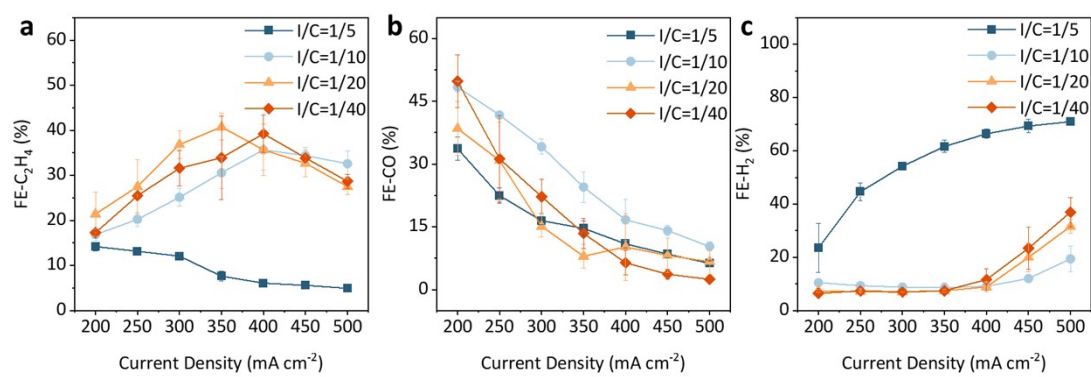 a
I/C=1/5
I/C=1/10
I/C=1/20
I/C=1/40
FE-C₂H₄ (%)
60
50
40
30
20
10
0
200 250 300 350 400 450 500
Current Density (mA cm⁻²)
b
I/C=1/5
I/C=1/10
I/C=1/20
I/C=1/40
FE-CO (%)
60
45
30
15
0
200 250 300 350 400 450 500
Current Density (mA cm⁻²)
c
I/C=1/5
I/C=1/10
I/C=1/20
I/C=1/40
FE-H₂ (%)
100
80
60
40
20
0
200 250 300 350 400 450 500
Current Density (mA cm⁻²)